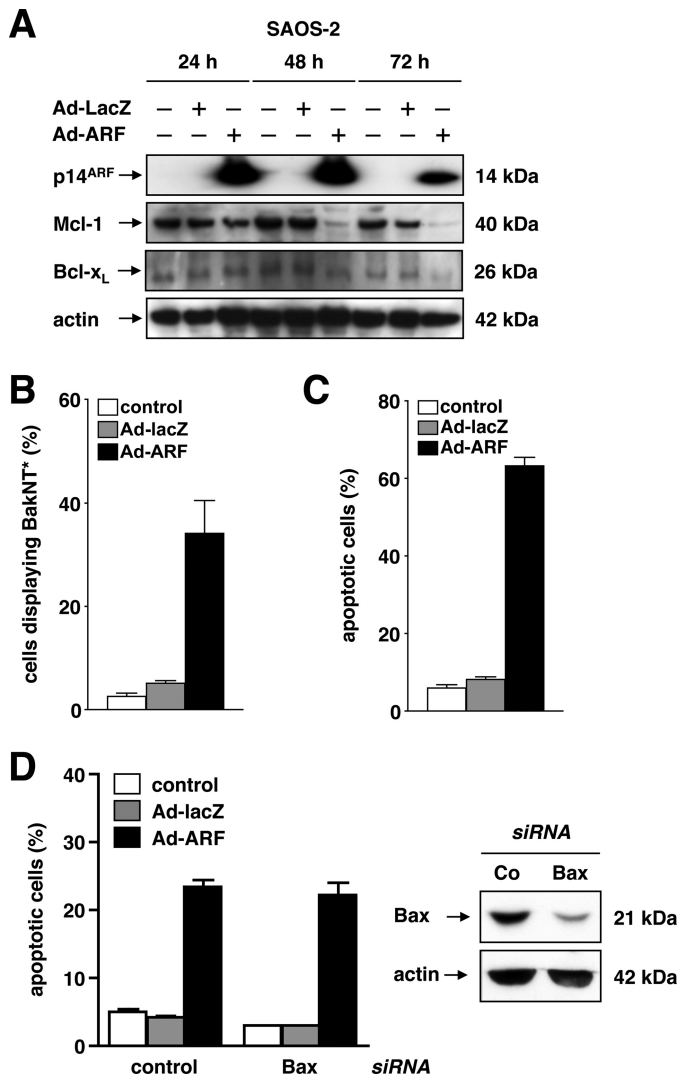 A
SAOS-2
24 h 48 h 72 h
Ad-LacZ – + – – + – – + –
Ad-ARF – – + – – + – – +
p14ARF 14 kDa
Mcl-1 40 kDa
Bcl-xL 26 kDa
actin 42 kDa
B
cells displaying BakNT* (%)
60
40
20
0
control
Ad-lacZ
Ad-ARF
C
apoptotic cells (%)
80
60
40
20
0
control
Ad-lacZ
Ad-ARF
D
apoptotic cells (%)
40
30
20
10
0
control
Ad-lacZ
Ad-ARF
control Bax siRNA
siRNA
Co Bax
Bax 21 kDa
actin 42 kDa